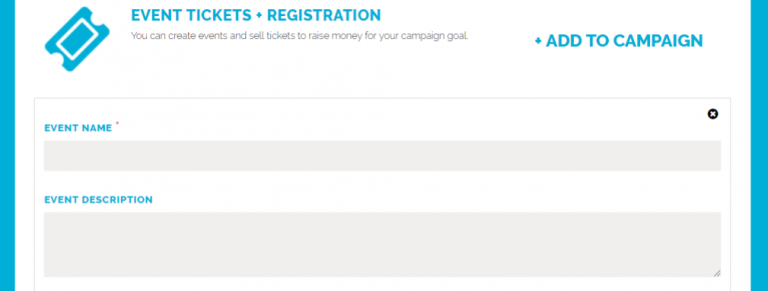 EVENT TICKETS + REGISTRATION
You can create events and sell tickets to raise money for your campaign goal.
+ ADD TO CAMPAIGN
EVENT NAME *
EVENT DESCRIPTION